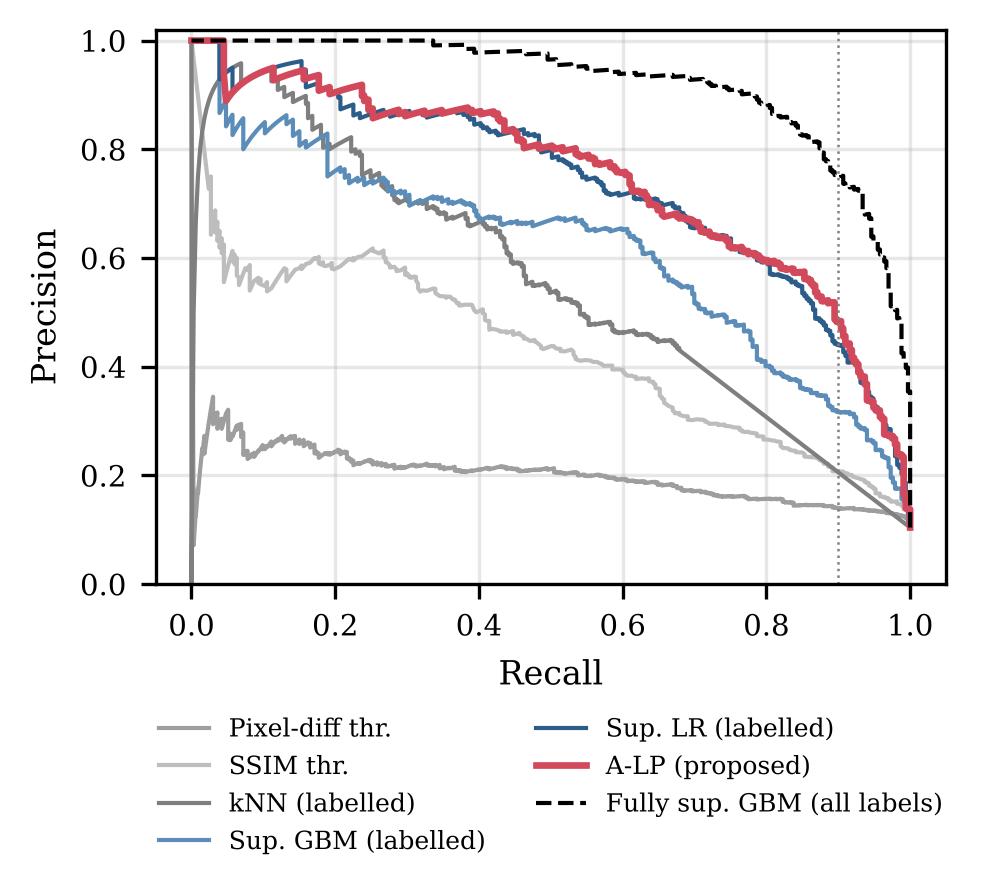 1.0
0.8
0.6
0.4
0.2
0.0
Precision
0.0 0.2 0.4 0.6 0.8 1.0
Recall
Pixel-diff thr.
SSIM thr.
kNN (labelled)
Sup. GBM (labelled)
Sup. LR (labelled)
A-LP (proposed)
Fully sup. GBM (all labels)